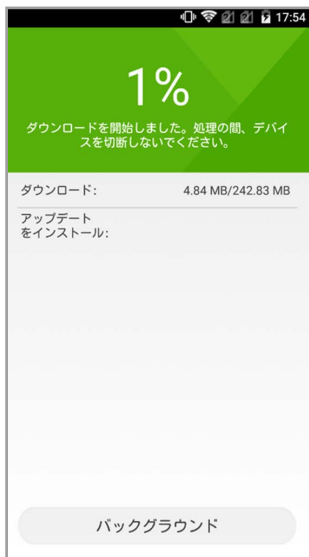 17:54
1%
ダウンロードを開始しました。処理の間、デバイ
スを切断しないでください。
ダウンロード: 4.84 MB/242.83 MB
アップデート
をインストール:
バックグラウンド